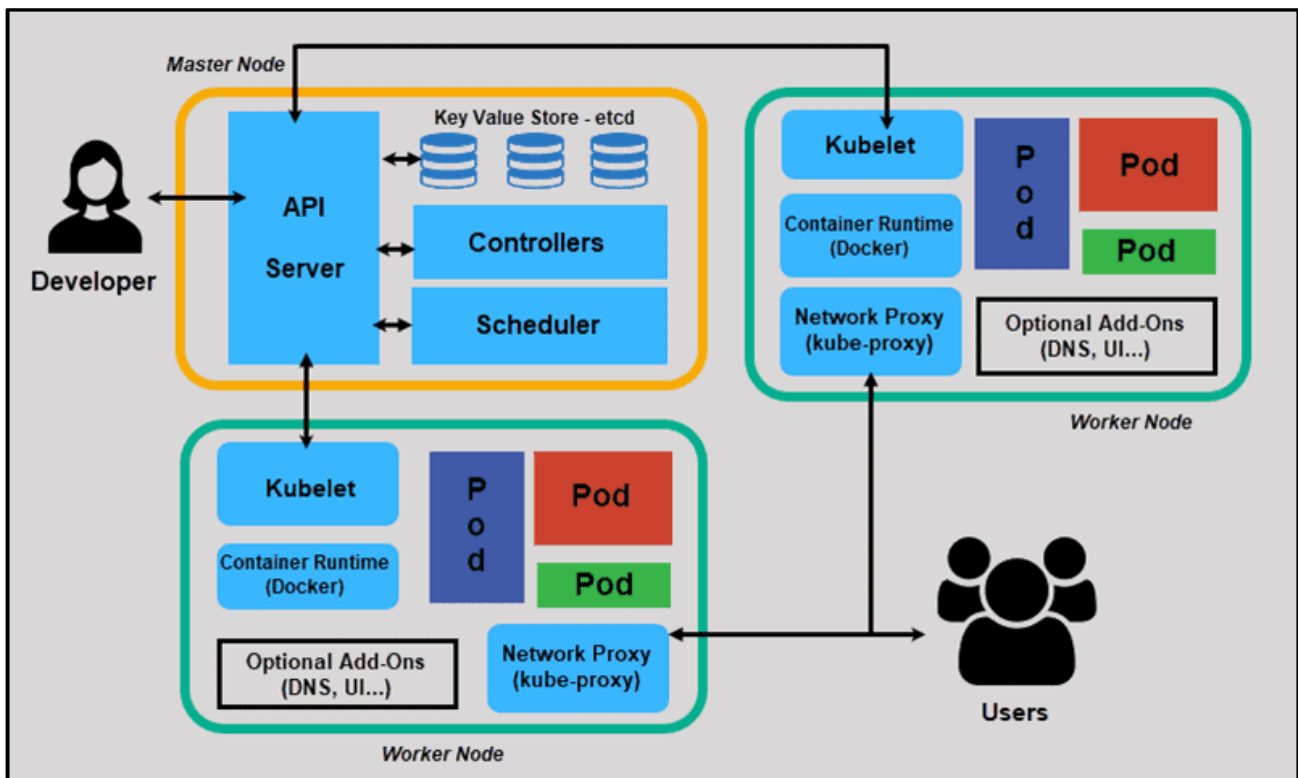 Master Node
Key Value Store - etcd
API
Server
Controllers
Scheduler
Developer
Kubelet
Container Runtime
(Docker)
Network Proxy
(kube-proxy)
P
o
d
Pod
Pod
Optional Add-Ons
(DNS, UI...)
Worker Node
Kubelet
Container Runtime
(Docker)
P
o
d
Pod
Pod
Optional Add-Ons
(DNS, UI...)
Network Proxy
(kube-proxy)
Worker Node
Users